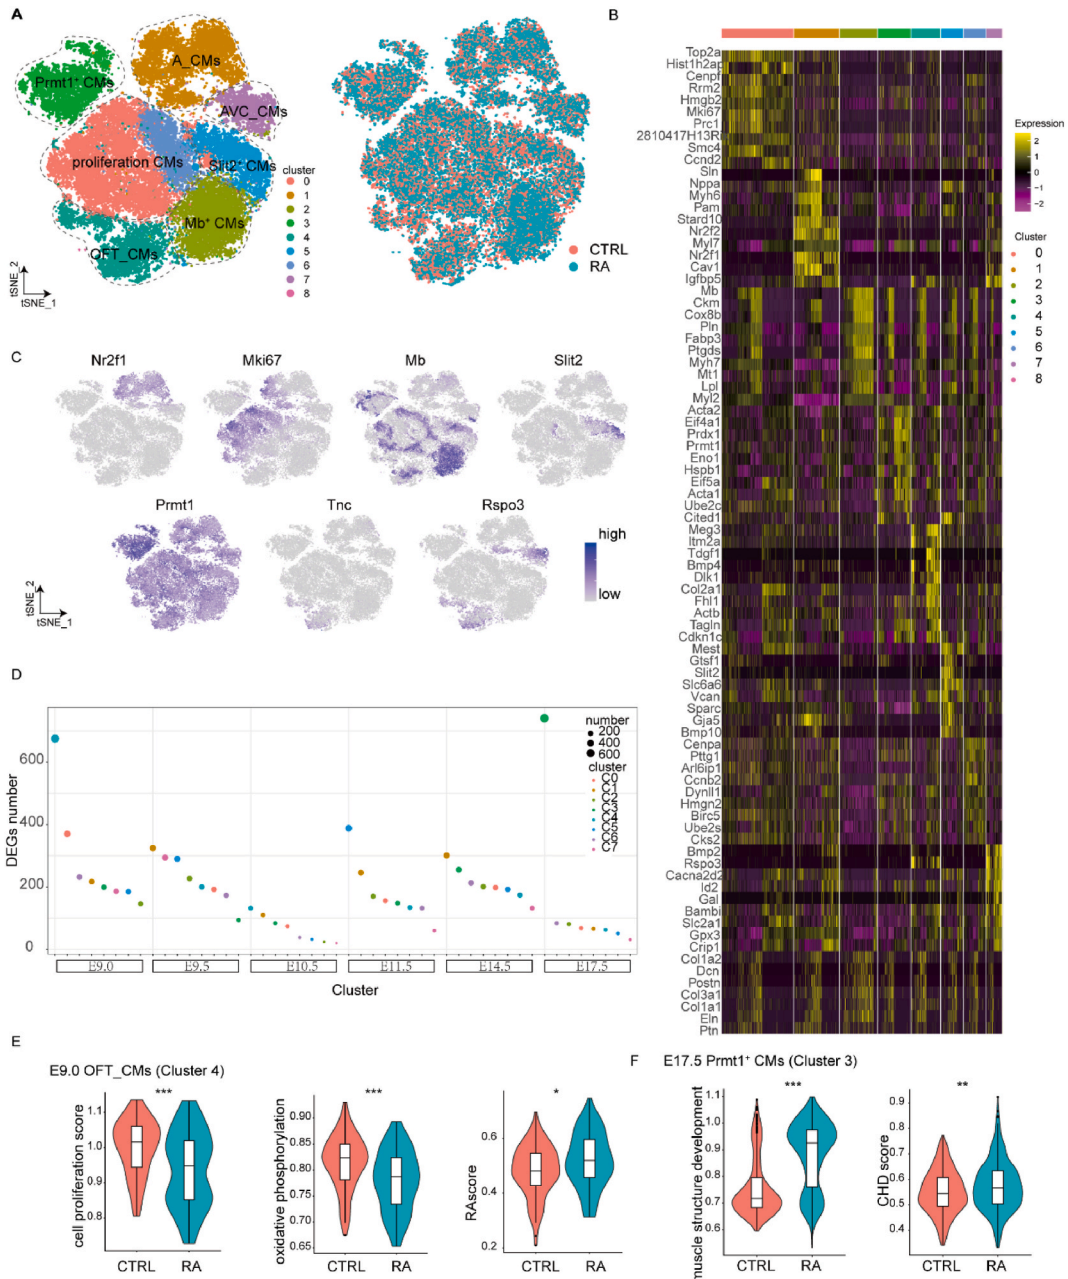 A
Prmt1⁺ CMs
A_CMs
AVC_CMs
proliferation CMs
Slit2⁺ CMs
Mb⁺ CMs
OFT_CMs
cluster
0
1
2
3
4
5
6
7
8
tSNE_2
tSNE_1
CTRL
RA
B
Top2a
Hist1h2ap
Cenpf
Rrm2
Hmgb2
Mki67
Prc1
2810417H13Ri
Smc4
Ccnd2
Sln
Nppa
Myh6
Pam
Stard10
Nr2f2
Myl7
Nr2f1
Cav1
Igfbp5
Mb
Ckm
Cox8b
Pln
Fabp3
Ptgds
Myh7
Mt1
Lpl
Myl2
Acta2
Eif4a1
Prdx1
Prmt1
Eno1
Hspb1
Eif5a
Acta1
Ube2c
Cited1
Meg3
Itm2a
Tdgf1
Bmp4
Dlk1
Col2a1
Fhl1
Actb
Tagln
Cdkn1c
Mest
Gtsf1
Slit2
Slc6a6
Vcan
Sparc
Gja5
Bmp10
Cenpa
Pttg1
Arl6ip1
Ccnb2
Dynll1
Hmgn2
Birc5
Ube2s
Cks2
Bmp2
Rspo3
Cacna2d2
Id2
Gal
Bambi
Slc2a1
Gpx3
Crip1
Col1a2
Dcn
Postn
Col3a1
Col1a1
Eln
Ptn
Expression
2
1
0
−1
−2
Cluster
0
1
2
3
4
5
6
7
8
C
Nr2f1 Mki67 Mb Slit2
Prmt1 Tnc Rspo3
high
low
tSNE_2
tSNE_1
D
DEGs number
600
400
200
0
number
200
400
600
cluster
C0
C1
C2
C3
C4
C5
C6
C7
E9.0 E9.5 E10.5 E11.5 E14.5 E17.5
Cluster
E
E9.0 OFT_CMs (Cluster 4)
***
cell proliferation score
1.1
1.0
0.9
0.8
CTRL RA
***
oxidative phosphorylation
0.90
0.85
0.80
0.75
0.70
0.65
CTRL RA
*
RAscore
0.6
0.4
0.2
CTRL RA
F
E17.5 Prmt1⁺ CMs (Cluster 3)
***
muscle structure development
1.1
1.0
0.9
0.8
0.7
0.6
CTRL RA
**
CHD score
0.9
0.8
0.7
0.6
0.5
0.4
CTRL RA